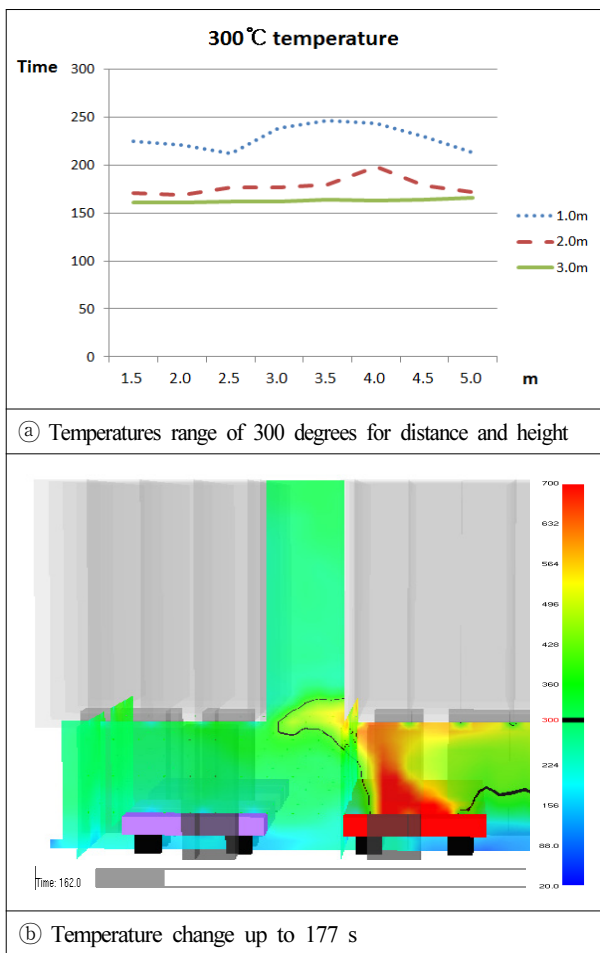 300℃ temperature
Time
300
250
200
150
100
50
0
1.5 2.0 2.5 3.0 3.5 4.0 4.5 5.0 m
1.0m
2.0m
3.0m
ⓐ Temperatures range of 300 degrees for distance and height
700
632
564
496
428
360
300
224
156
88.0
20.0
Time: 162.0
ⓑ Temperature change up to 177 s